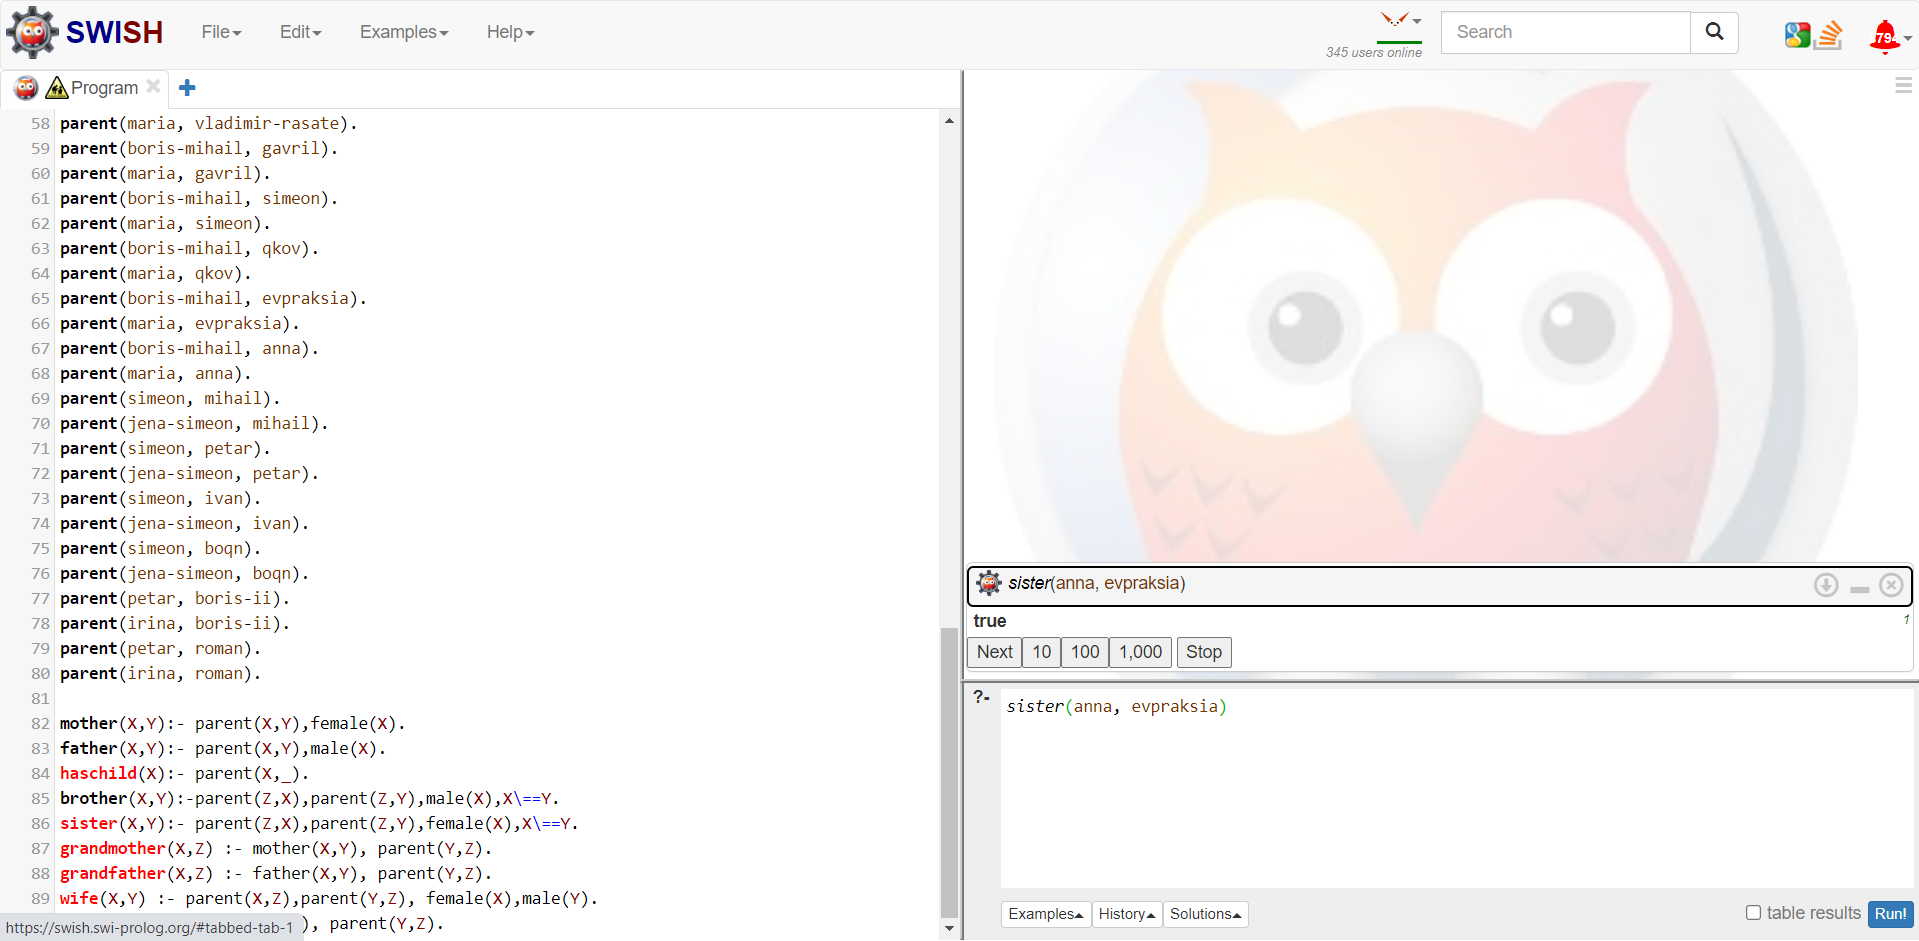 SWISH File Edit Examples Help 345 users online Search 794
Program
58 parent(maria, vladimir-rasate).
59 parent(boris-mihail, gavril).
60 parent(maria, gavril).
61 parent(boris-mihail, simeon).
62 parent(maria, simeon).
63 parent(boris-mihail, qkov).
64 parent(maria, qkov).
65 parent(boris-mihail, evpraksia).
66 parent(maria, evpraksia).
67 parent(boris-mihail, anna).
68 parent(maria, anna).
69 parent(simeon, mihail).
70 parent(jena-simeon, mihail).
71 parent(simeon, petar).
72 parent(jena-simeon, petar).
73 parent(simeon, ivan).
74 parent(jena-simeon, ivan).
75 parent(simeon, boqn).
76 parent(jena-simeon, boqn).
77 parent(petar, boris-ii).
78 parent(irina, boris-ii).
79 parent(petar, roman).
80 parent(irina, roman).
81
82 mother(X,Y):- parent(X,Y),female(X).
83 father(X,Y):- parent(X,Y),male(X).
84 haschild(X):- parent(X,_).
85 brother(X,Y):-parent(Z,X),parent(Z,Y),male(X),X\==Y.
86 sister(X,Y):- parent(Z,X),parent(Z,Y),female(X),X\==Y.
87 grandmother(X,Z) :- mother(X,Y), parent(Y,Z).
88 grandfather(X,Z) :- father(X,Y), parent(Y,Z).
89 wife(X,Y) :- parent(X,Z),parent(Y,Z), female(X),male(Y).
), parent(Y,Z).
https://swish.swi-prolog.org/#tabbed-tab-1
sister(anna, evpraksia)
true 1
Next 10 100 1,000 Stop
?- sister(anna, evpraksia)
Examples History Solutions table results Run!